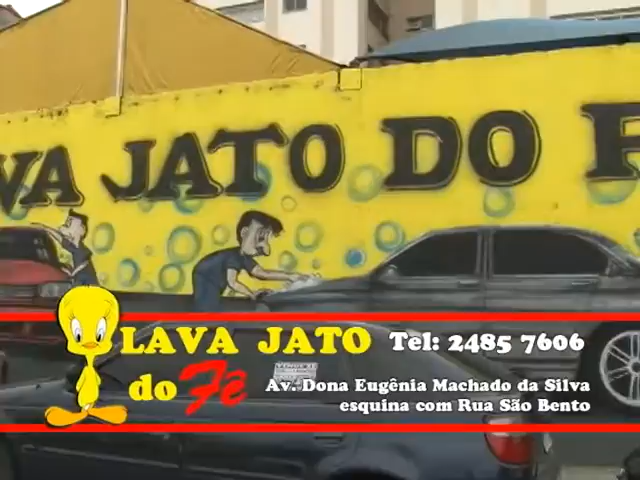 VA JATO DO F
LAVA JATO
do Fê
Tel: 2485 7606
Av. Dona Eugênia Machado da Silva
esquina com Rua São Bento